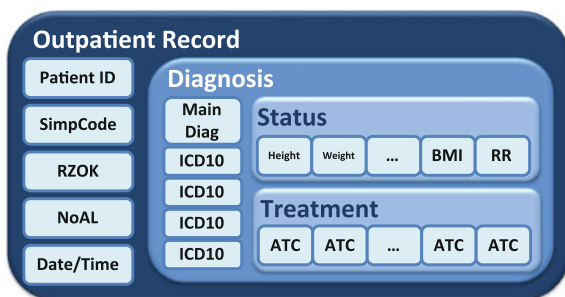 Outpatient Record
Patient ID
SimpCode
RZOK
NoAL
Date/Time
Diagnosis
Main
Diag
ICD10
ICD10
ICD10
ICD10
Status
Height Weight ... BMI RR
Treatment
ATC ATC ... ATC ATC